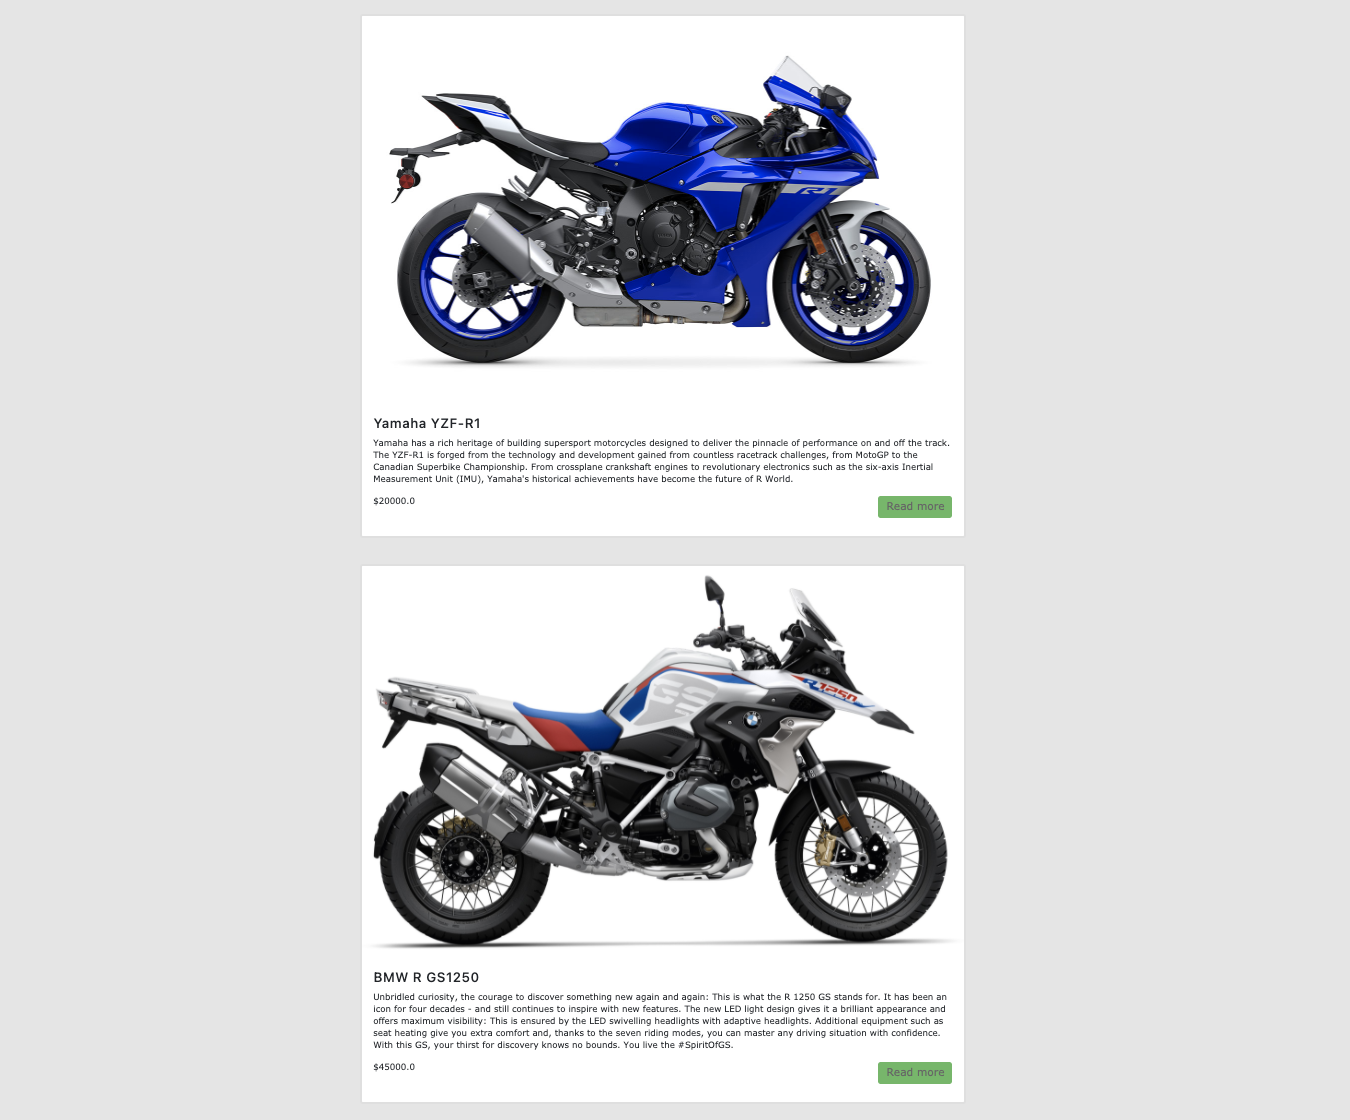 R1
Yamaha YZF-R1
Yamaha has a rich heritage of building supersport motorcycles designed to deliver the pinnacle of performance on and off the track.
The YZF-R1 is forged from the technology and development gained from countless racetrack challenges, from MotoGP to the
Canadian Superbike Championship. From crossplane crankshaft engines to revolutionary electronics such as the six-axis Inertial
Measurement Unit (IMU), Yamaha's historical achievements have become the future of R World.
$20000.0
Read more
GS
R1250
BMW R GS1250
Unbridled curiosity, the courage to discover something new again and again: This is what the R 1250 GS stands for. It has been an
icon for four decades - and still continues to inspire with new features. The new LED light design gives it a brilliant appearance and
offers maximum visibility: This is ensured by the LED swivelling headlights with adaptive headlights. Additional equipment such as
seat heating give you extra comfort and, thanks to the seven riding modes, you can master any driving situation with confidence.
With this GS, your thirst for discovery knows no bounds. You live the #SpiritOfGS.
$45000.0
Read more